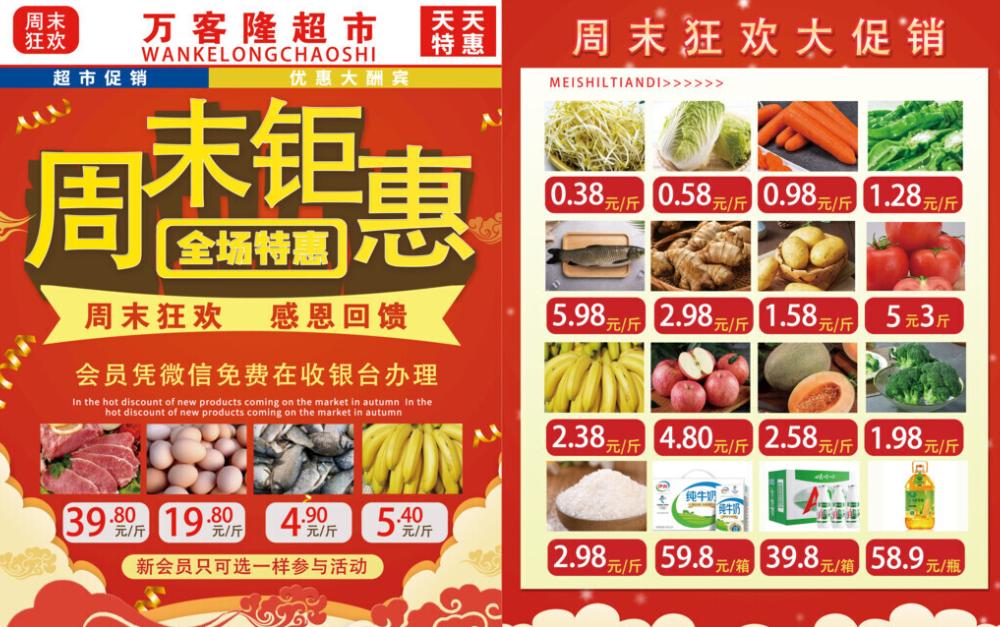 周末
狂欢
万客隆超市
WANKELONGCHAOSHI
天天
特惠
超市促销
优惠大酬宾
周末钜惠
全场特惠
周末狂欢 感恩回馈
会员凭微信免费在收银台办理
In the hot discount of new products coming on the market in autumn In the
hot discount of new products coming on the market in autumn
39.80元/斤 19.80元/斤 4.90元/斤 5.40元/斤
新会员只可选一样参与活动
周末狂欢大促销
MEISHILTIANDI>>>>>>
0.38元/斤 0.58元/斤 0.98元/斤 1.28元/斤
5.98元/斤 2.98元/斤 1.58元/斤 5元3斤
2.38元/斤 4.80元/斤 2.58元/斤 1.98元/斤
伊利
纯牛奶
纯牛奶
2.98元/斤 59.8元/箱 39.8元/箱 58.9元/瓶